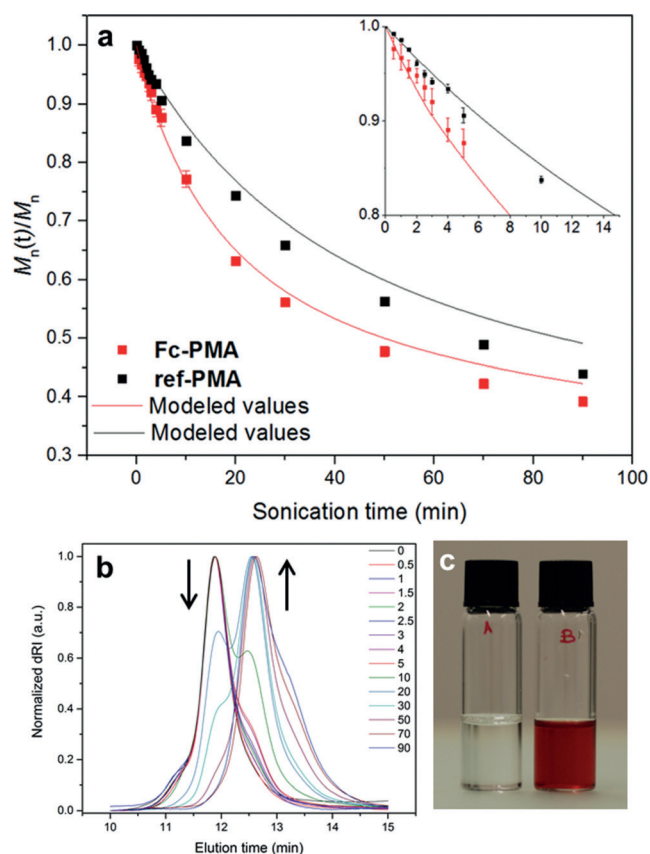 a
Mn(t)/Mn
1.0
0.9
0.8
0.7
0.6
0.5
0.4
0.3
0 20 40 60 80 100
Sonication time (min)
Fc-PMA
ref-PMA
Modeled values
Modeled values
1.0
0.9
0.8
0 2 4 6 8 10 12 14
b
Normalized dRI (a.u.)
1.0
0.8
0.6
0.4
0.2
0.0
10 11 12 13 14 15
Elution time (min)
0
0.5
1
1.5
2
2.5
3
4
5
10
20
30
50
70
90
c
A B